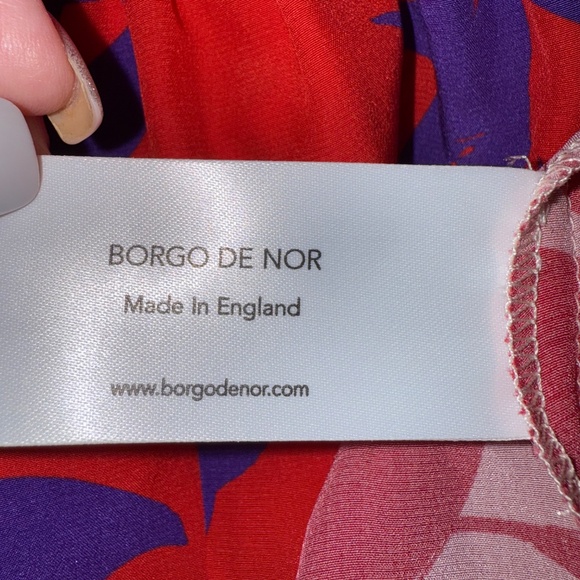 BORGO DE NOR
Made In England
www.borgodenor.com